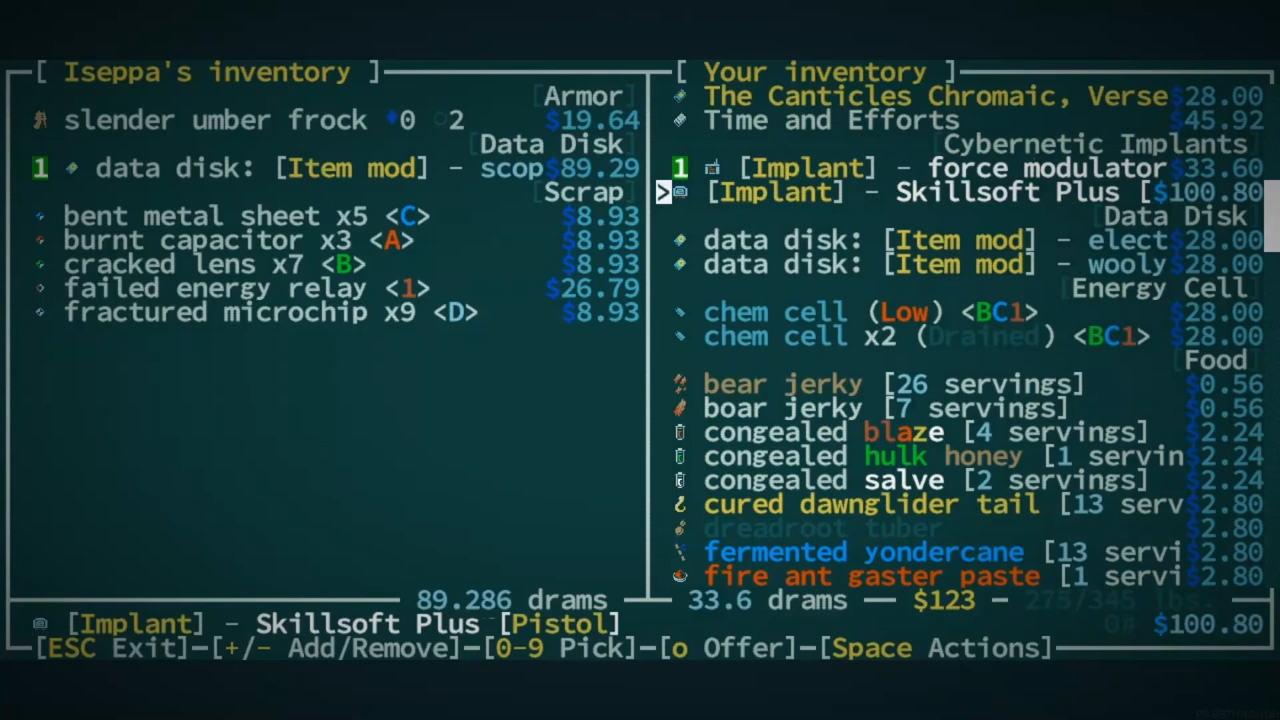 [ Iseppa's inventory ]
[Armor]
slender umber frock ♦0 ○2 $19.64
[Data Disk]
1 data disk: [Item mod] - scop$89.29
[Scrap]
bent metal sheet x5 <C> $8.93
burnt capacitor x3 <A> $8.93
cracked lens x7 <B> $8.93
failed energy relay <1> $26.79
fractured microchip x9 <D> $8.93
89.286 drams
[ Your inventory ]
The Canticles Chromaic, Verse$28.00
Time and Efforts $45.92
[Cybernetic Implants]
1 [Implant] - force modulator$33.60
> [Implant] - Skillsoft Plus [$100.80
[Data Disk]
data disk: [Item mod] - elect$28.00
data disk: [Item mod] - wooly$28.00
[Energy Cell]
chem cell (Low) <BC1> $28.00
chem cell x2 (Drained) <BC1> $28.00
[Food]
bear jerky [26 servings] $0.56
boar jerky [7 servings] $0.56
congealed blaze [4 servings] $2.24
congealed hulk honey [1 servin$2.24
congealed salve [2 servings] $2.24
cured dawnglider tail [13 serv$2.80
dreadroot tuber $2.80
fermented yondercane [13 servi$2.80
fire ant gaster paste [1 servi$2.80
33.6 drams — $123 — 275/345 lbs.
[Implant] - Skillsoft Plus [Pistol] 0# $100.80
[ESC Exit]-[+/- Add/Remove]-[0-9 Pick]-[o Offer]-[Space Actions]